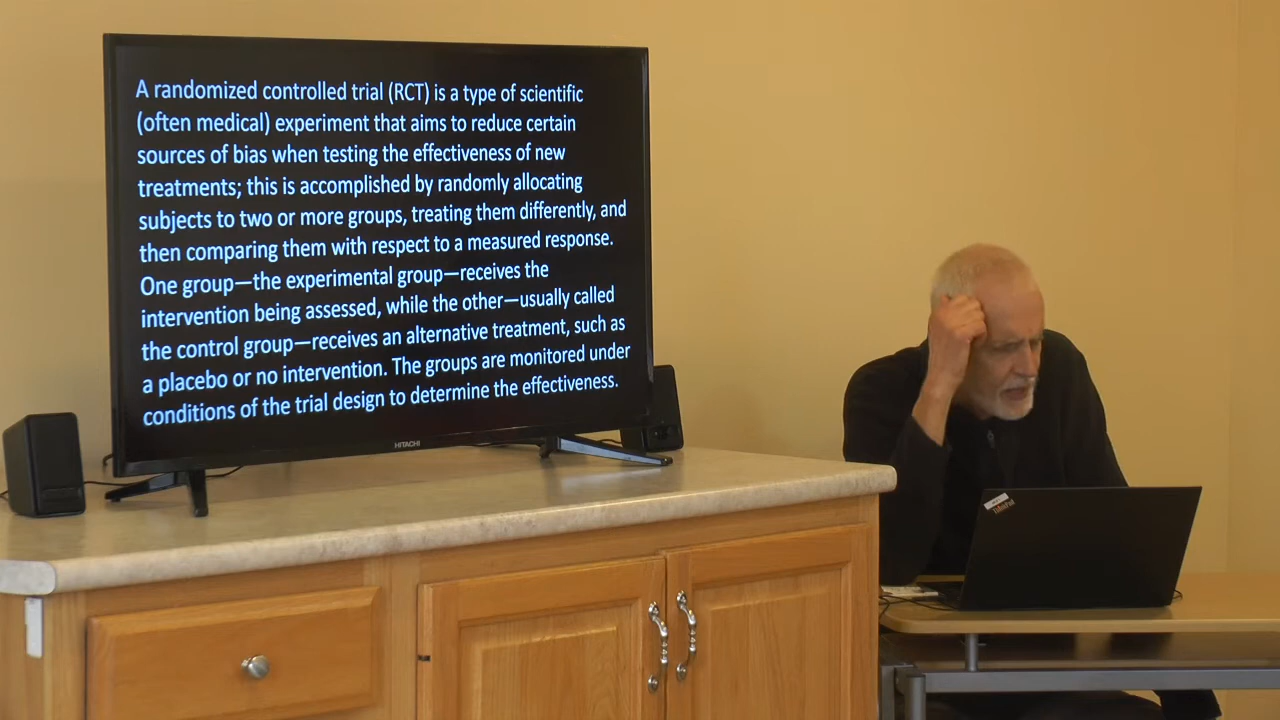 A randomized controlled trial (RCT) is a type of scientific
(often medical) experiment that aims to reduce certain
sources of bias when testing the effectiveness of new
treatments; this is accomplished by randomly allocating
subjects to two or more groups, treating them differently, and
then comparing them with respect to a measured response.
One group—the experimental group—receives the
intervention being assessed, while the other—usually called
the control group—receives an alternative treatment, such as
a placebo or no intervention. The groups are monitored under
conditions of the trial design to determine the effectiveness.
HITACHI
ThinkPad